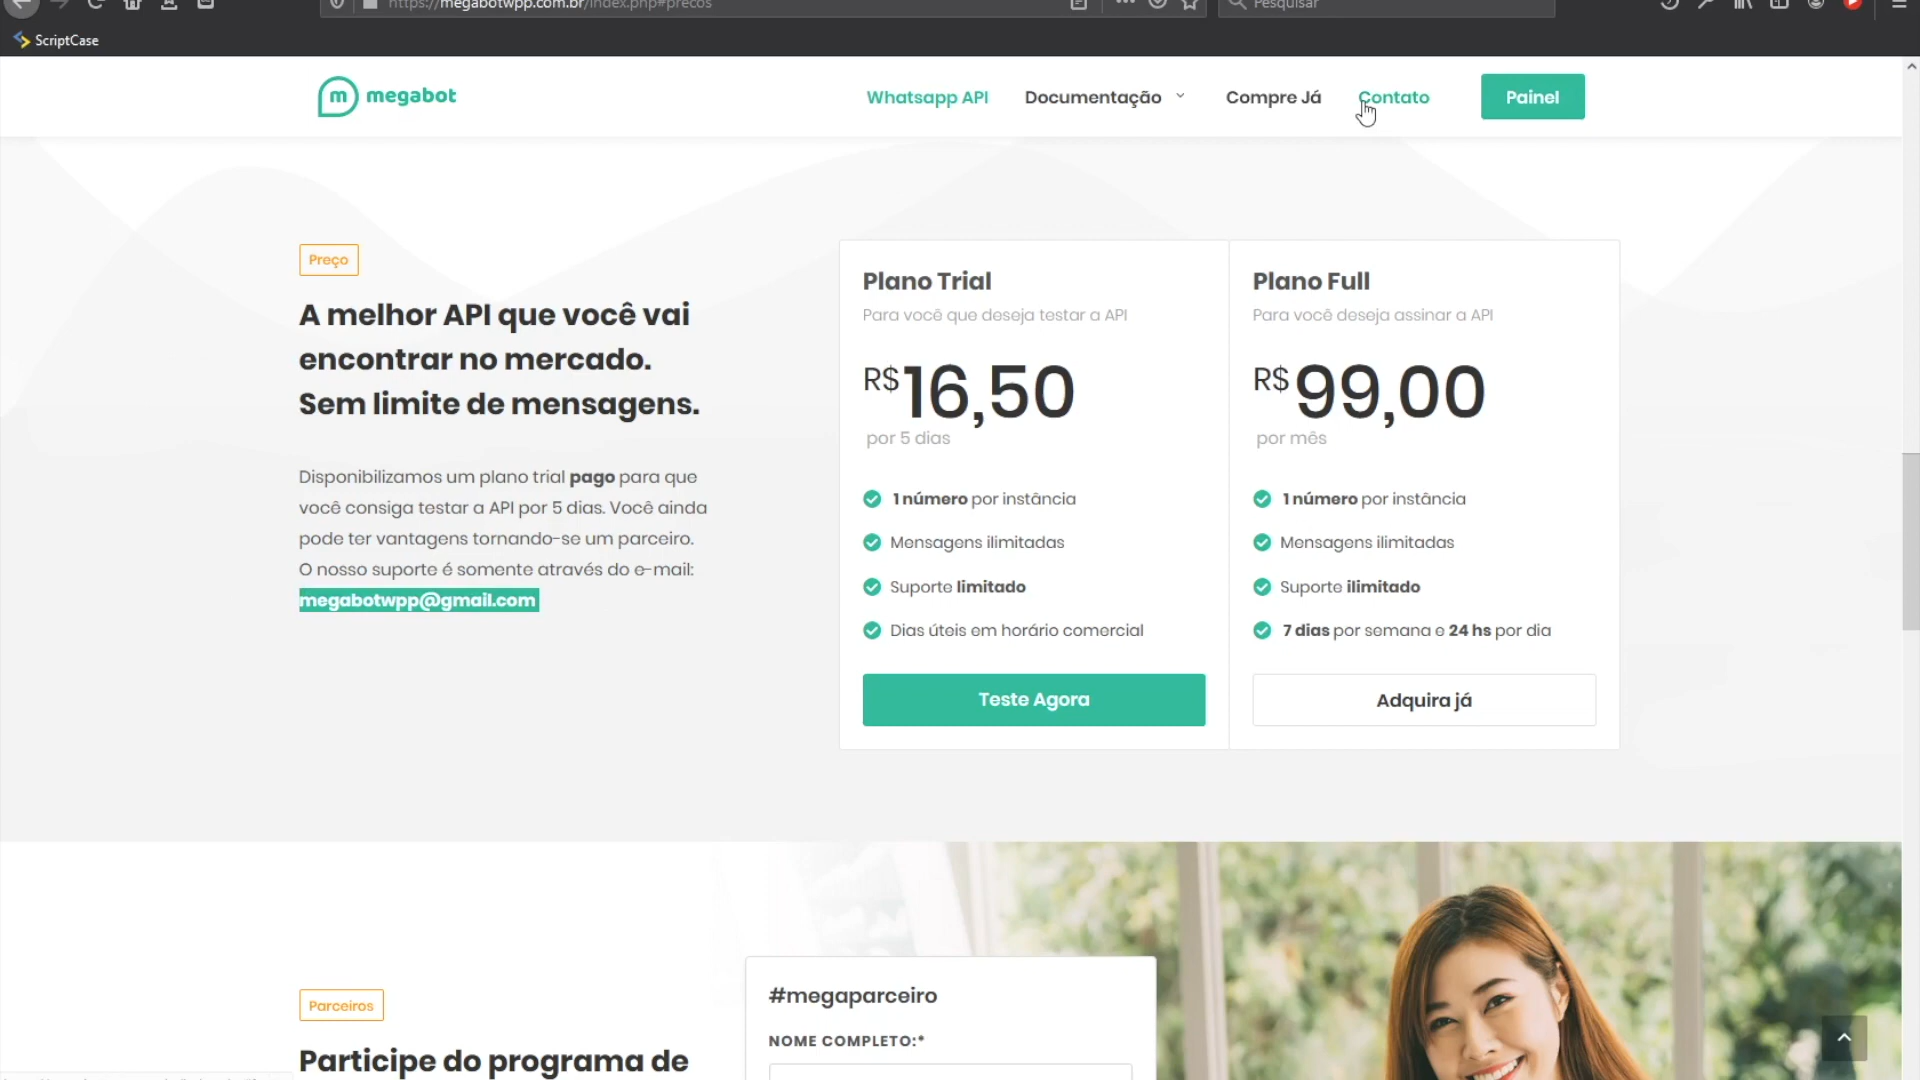 https://megabotwpp.com.br/index.php#precos
Pesquisar
ScriptCase
m megabot
Whatsapp API
Documentação
Compre Já
Contato
Painel
Preço
A melhor API que você vai
encontrar no mercado.
Sem limite de mensagens.
Disponibilizamos um plano trial pago para que
você consiga testar a API por 5 dias. Você ainda
pode ter vantagens tornando-se um parceiro.
O nosso suporte é somente através do e-mail:
megabotwpp@gmail.com
Plano Trial
Para você que deseja testar a API
R$16,50
por 5 dias
1 número por instância
Mensagens ilimitadas
Suporte limitado
Dias úteis em horário comercial
Teste Agora
Plano Full
Para você deseja assinar a API
R$99,00
por mês
1 número por instância
Mensagens ilimitadas
Suporte ilimitado
7 dias por semana e 24 hs por dia
Adquira já
Parceiros
Participe do programa de
#megaparceiro
NOME COMPLETO:*